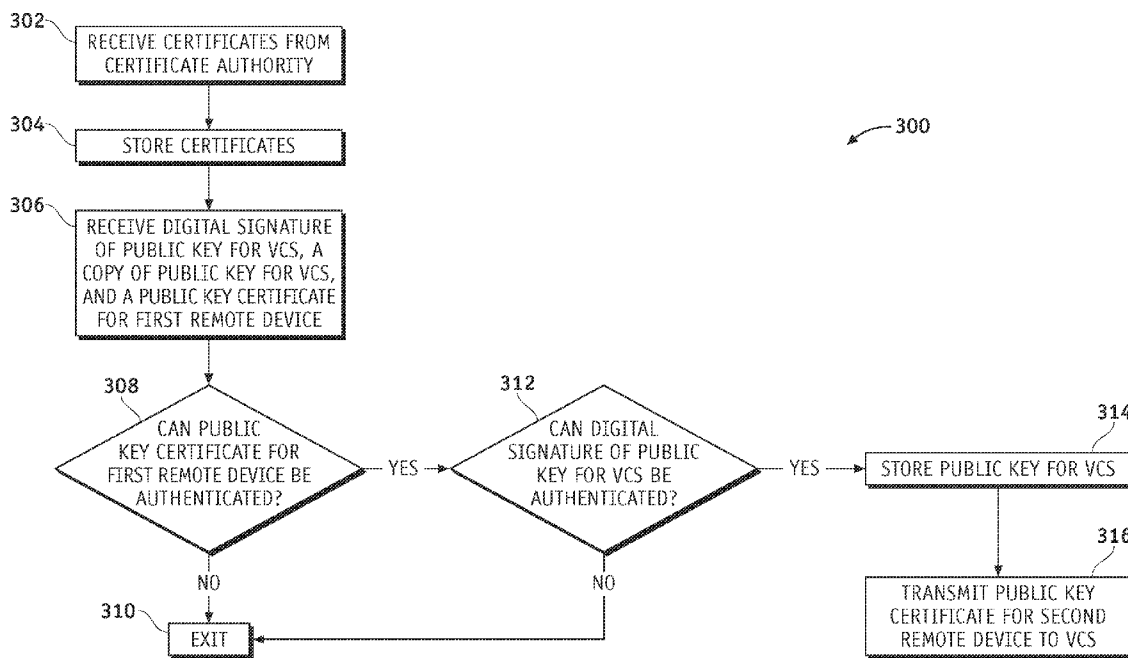 302
RECEIVE CERTIFICATES FROM
CERTIFICATE AUTHORITY
304
STORE CERTIFICATES
300
306
RECEIVE DIGITAL SIGNATURE
OF PUBLIC KEY FOR VCS, A
COPY OF PUBLIC KEY FOR VCS,
AND A PUBLIC KEY CERTIFICATE
FOR FIRST REMOTE DEVICE
308
CAN PUBLIC
KEY CERTIFICATE FOR
FIRST REMOTE DEVICE BE
AUTHENTICATED?
YES
NO
310
EXIT
312
CAN DIGITAL
SIGNATURE OF PUBLIC
KEY FOR VCS BE
AUTHENTICATED?
YES
NO
314
STORE PUBLIC KEY FOR VCS
316
TRANSMIT PUBLIC KEY
CERTIFICATE FOR SECOND
REMOTE DEVICE TO VCS